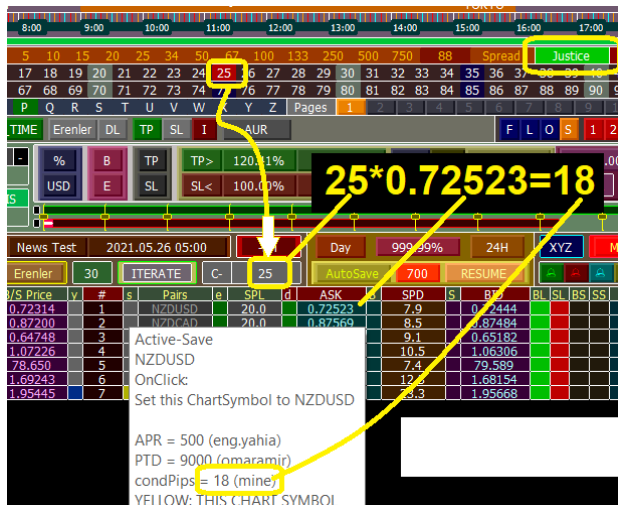 TOKYO
8:00 9:00 10:00 11:00 12:00 13:00 14:00 15:00 16:00 17:00
5 10 15 20 25 34 50 67 100 133 250 500 750 88 Spread Justice
17 18 19 20 21 22 23 24 25 26 27 28 29 30 31 32 33 34 35 36 37 38 39 40
67 68 69 70 71 72 73 74 76 77 78 79 80 81 82 83 84 85 86 87 88 89 90 9
P Q R S T U V W X Y Z Pages 1 2 3 4 5 6 7 8 9 1
_TIME Erenler DL TP SL I AUR F L O S 1 2
- % B TP TP> 120.41%
USD E SL SL< 100.00%
25*0.72523=18
News Test 2021.05.26 05:00 Day 999.99% 24H XYZ M
Erenler 30 ITERATE C- 25 AutoSave 700 RESUME
B/S Price y # s Pairs e SPL d ASK SPD S BID BL SL BS SS
0.72314 1 NZDUSD 20.0 0.72523 7.9 0.72444
0.87200 2 NZDCAD 20.0 0.87569 8.5 0.87484
0.64748 3 9.1 0.65182
1.07226 4 10.5 1.06306
78.650 5 7.4 79.589
1.69243 6 1.68154
1.95445 7 1.95668
Active-Save
NZDUSD
OnClick:
Set this ChartSymbol to NZDUSD
APR = 500 (eng.yahia)
PTD = 9000 (omaramir)
condPips = 18 (mine)
YELLOW: THIS CHART SYMBOL